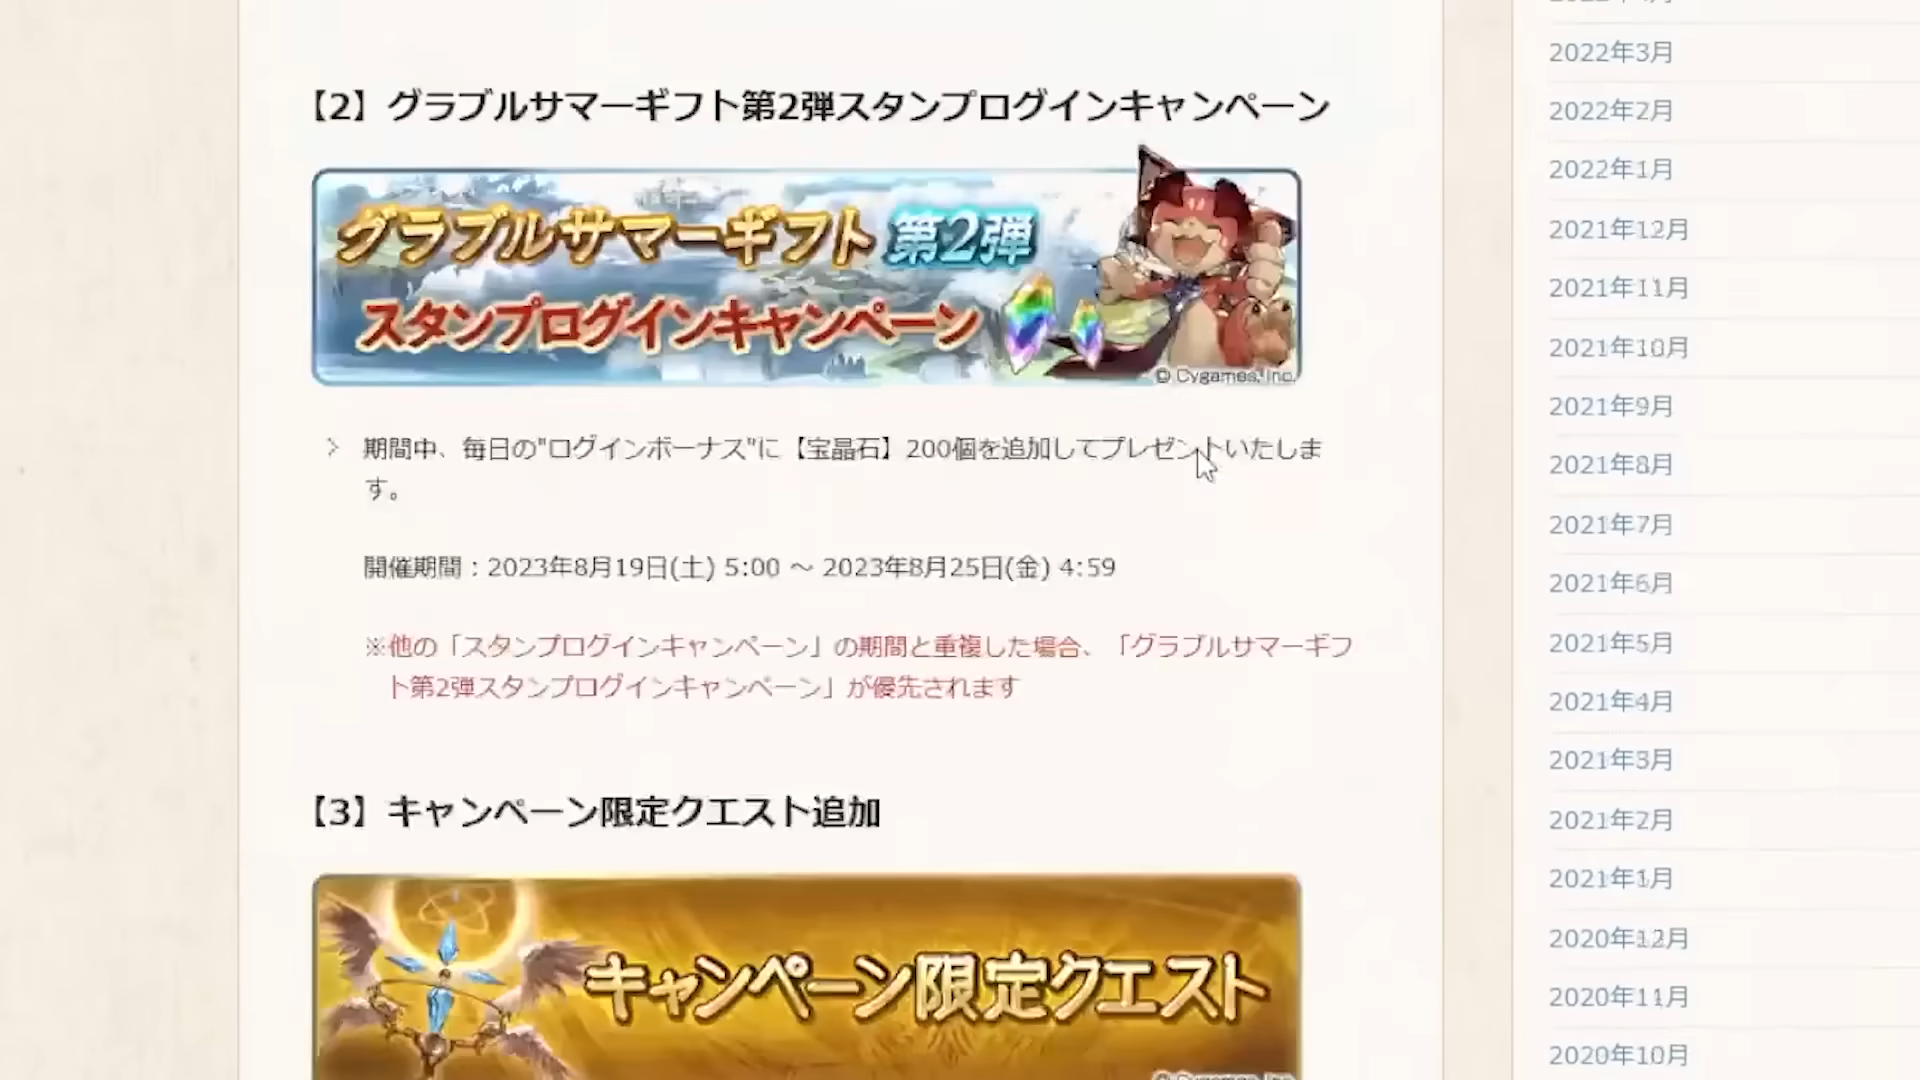 【2】グラブルサマーギフト第2弾スタンプログインキャンペーン
グラブルサマーギフト 第2弾
スタンプログインキャンペーン
© Cygames, Inc.
期間中、毎日の"ログインボーナス"に【宝晶石】200個を追加してプレゼントいたしま
す。
開催期間：2023年8月19日(土) 5:00 ～ 2023年8月25日(金) 4:59
※他の「スタンプログインキャンペーン」の期間と重複した場合、「グラブルサマーギフ
ト第2弾スタンプログインキャンペーン」が優先されます
【3】キャンペーン限定クエスト追加
キャンペーン限定クエスト
2022年3月
2022年2月
2022年1月
2021年12月
2021年11月
2021年10月
2021年9月
2021年8月
2021年7月
2021年6月
2021年5月
2021年4月
2021年3月
2021年2月
2021年1月
2020年12月
2020年11月
2020年10月